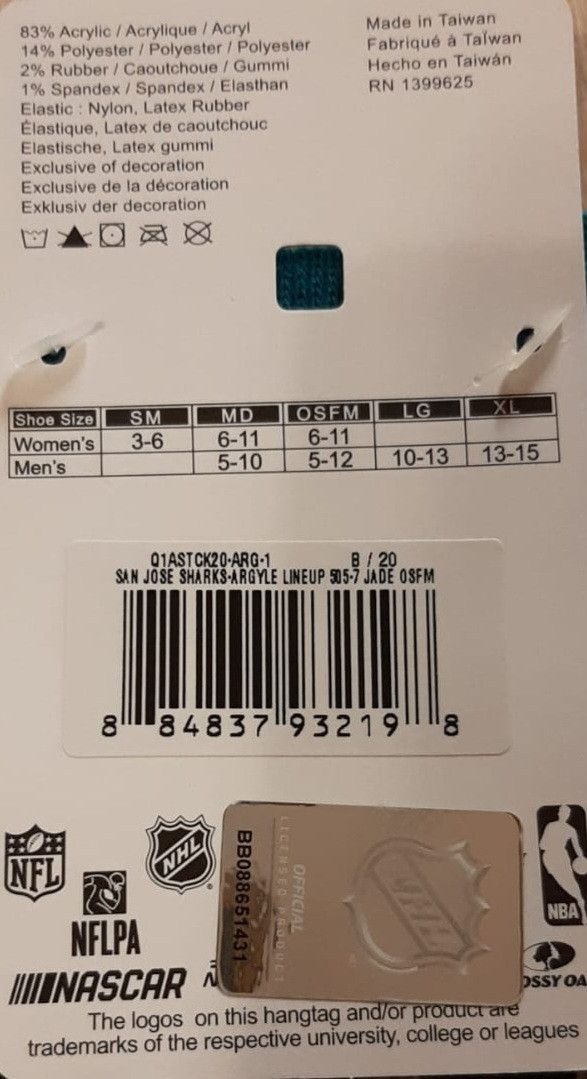 83% Acrylic / Acrylique / Acryl
14% Polyester / Polyester / Polyester
2% Rubber / Caoutchoue / Gummi
1% Spandex / Spandex / Elasthan
Elastic : Nylon, Latex Rubber
Élastique, Latex de caoutchouc
Elastische, Latex gummi
Exclusive of decoration
Exclusive de la décoration
Exklusiv der decoration
Made in Taiwan
Fabriqué à Taïwan
Hecho en Taiwán
RN 1399625
Shoe Size SM MD OSFM LG XL
Women's 3-6 6-11 6-11
Men's 5-10 5-12 10-13 13-15
Q1ASTCK20-ARG-1 B / 20
SAN JOSE SHARKS-ARGYLE LINEUP 505-7 JADE OSFM
8 84837 93219 8
NFL
NHL
NFLPA
NASCAR
BB088651431
OFFICIAL
LICENSED PRODUCT
NHL
NBA
OSSY OA
The logos on this hangtag and/or product are
trademarks of the respective university, college or leagues